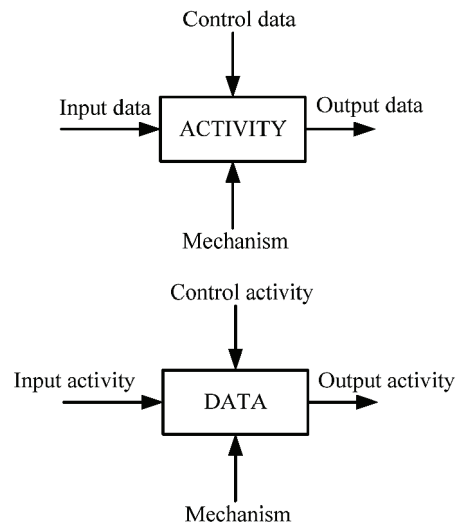 Control data
Input data
Output data
ACTIVITY
Mechanism
Control activity
Input activity
Output activity
DATA
Mechanism